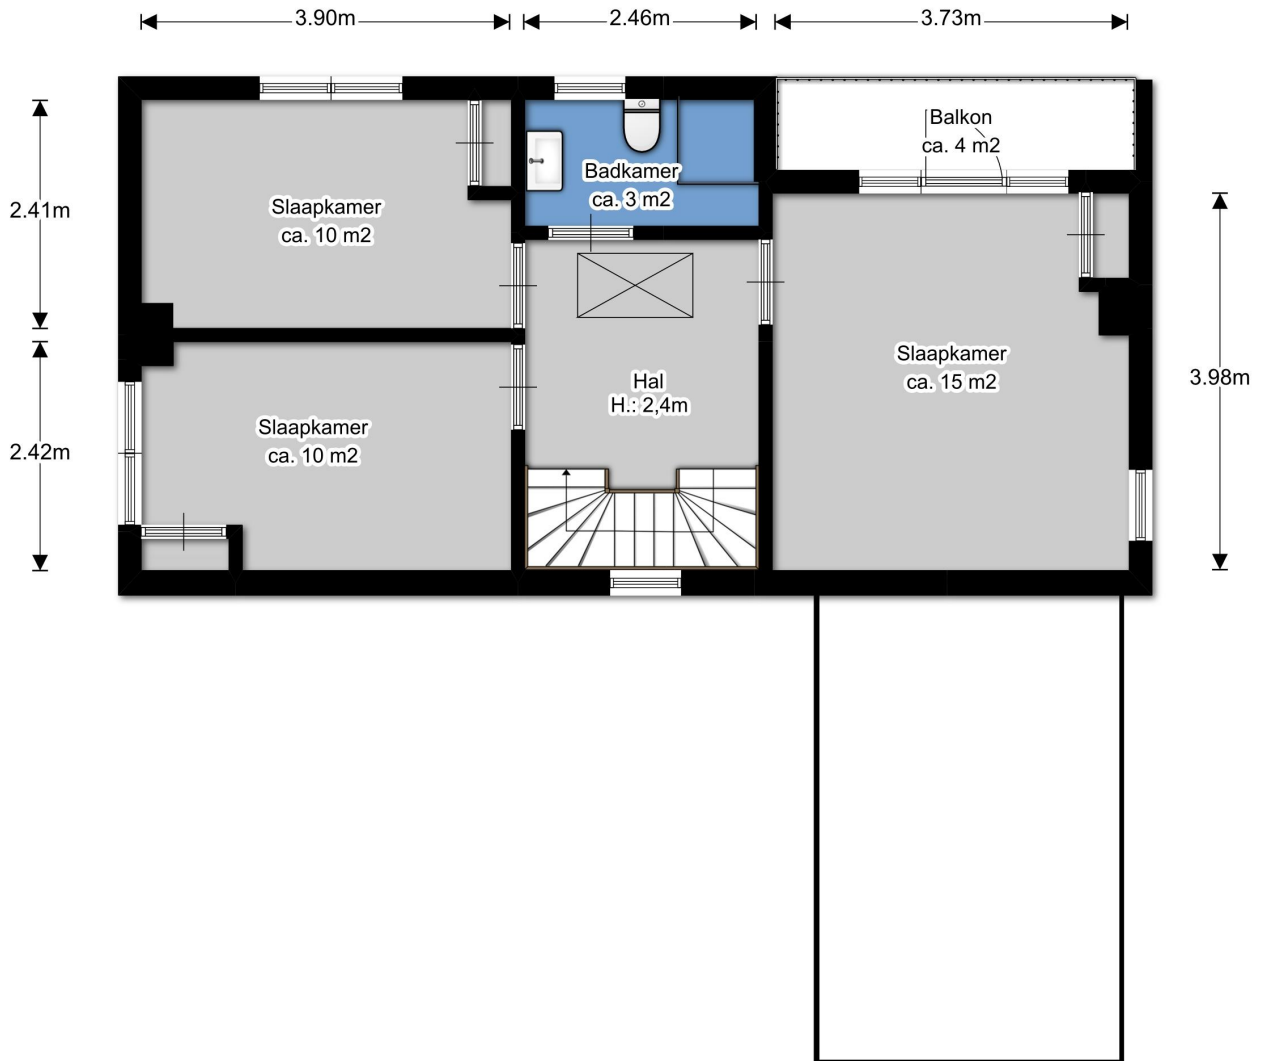 3.90m
2.46m
3.73m
Balkon
ca. 4 m2
Badkamer
ca. 3 m2
2.41m
Slaapkamer
ca. 10 m2
Slaapkamer
ca. 15 m2
3.98m
Hal
H.: 2,4m
2.42m
Slaapkamer
ca. 10 m2